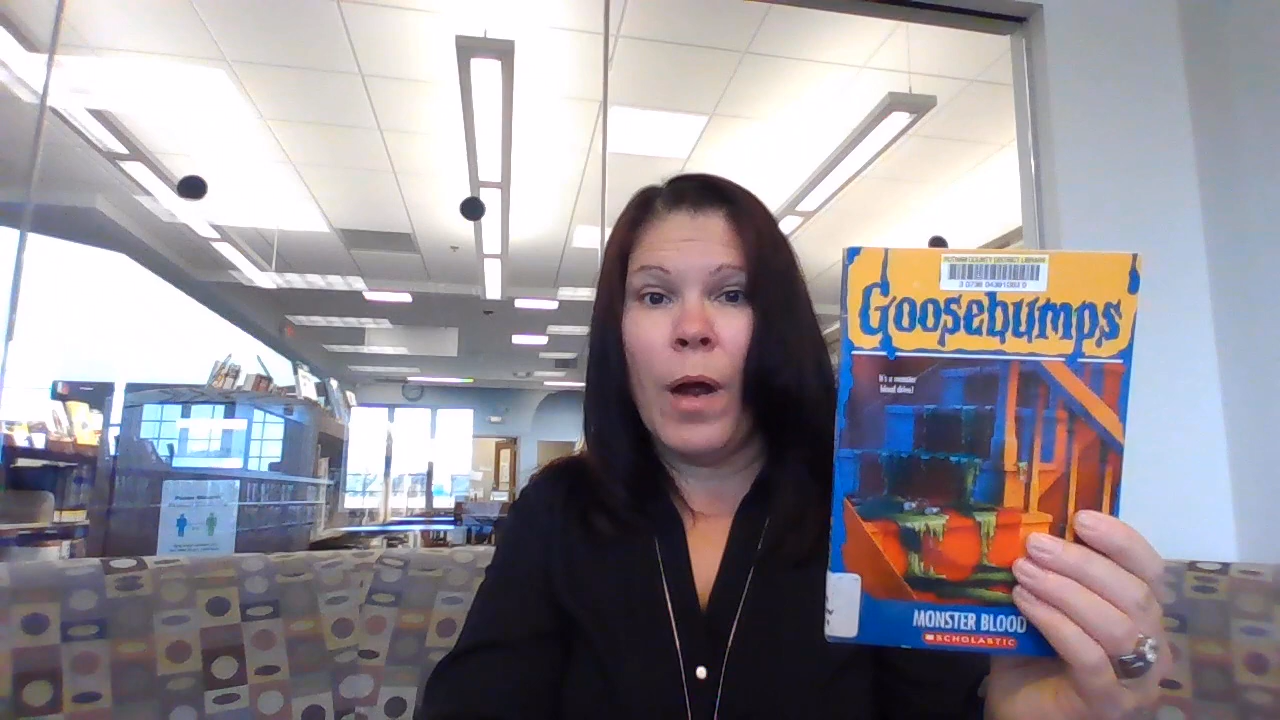 PUTNAM COUNTY DISTRICT LIBRARY
Goosebumps
It's a monster
blood drive!
MONSTER BLOOD
SCHOLASTIC